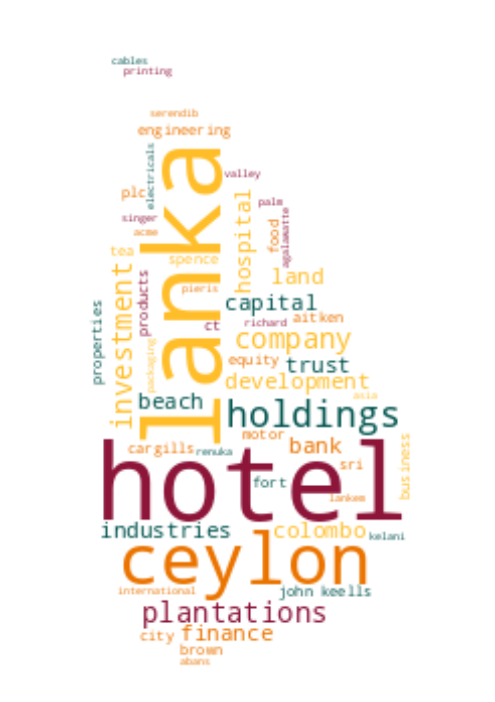 cables
printing
serendib
engineering
electricals
valley
plc
palm
singer
agalawatte
food
acme
hospital
lanka
tea
spence
land
investment
products
pieris
capital
properties
ct
richard
aitken
company
packaging
equity
trust
development
asia
beach
holdings
motor
cargills
renuka
bank
business
sri
hotel
fort
lankem
industries
colombo
kelani
ceylon
international
john keells
plantations
city
finance
brown
abans